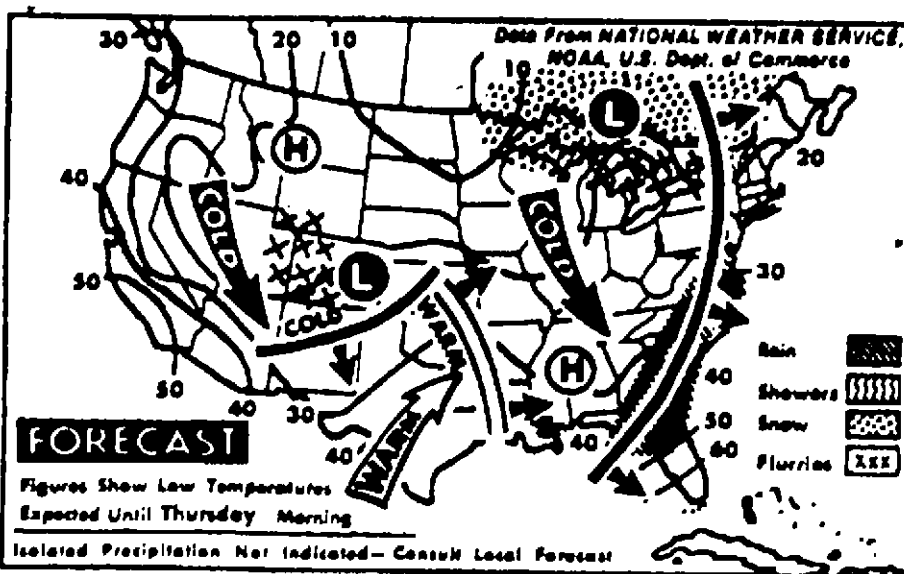 Data From NATIONAL WEATHER SERVICE,
NOAA, U.S. Dept. of Commerce
30
20
10
10
L
H
20
40
COLD
COLD
50
L
30
COLD
WARM
H
Rain
50
40
30
40
Showers
40
WARM
40
50
Snow
60
Flurries
XXX
FORECAST
Figures Show Low Temperatures
Expected Until Thursday Morning
Isolated Precipitation Not Indicated— Consult Local Forecast